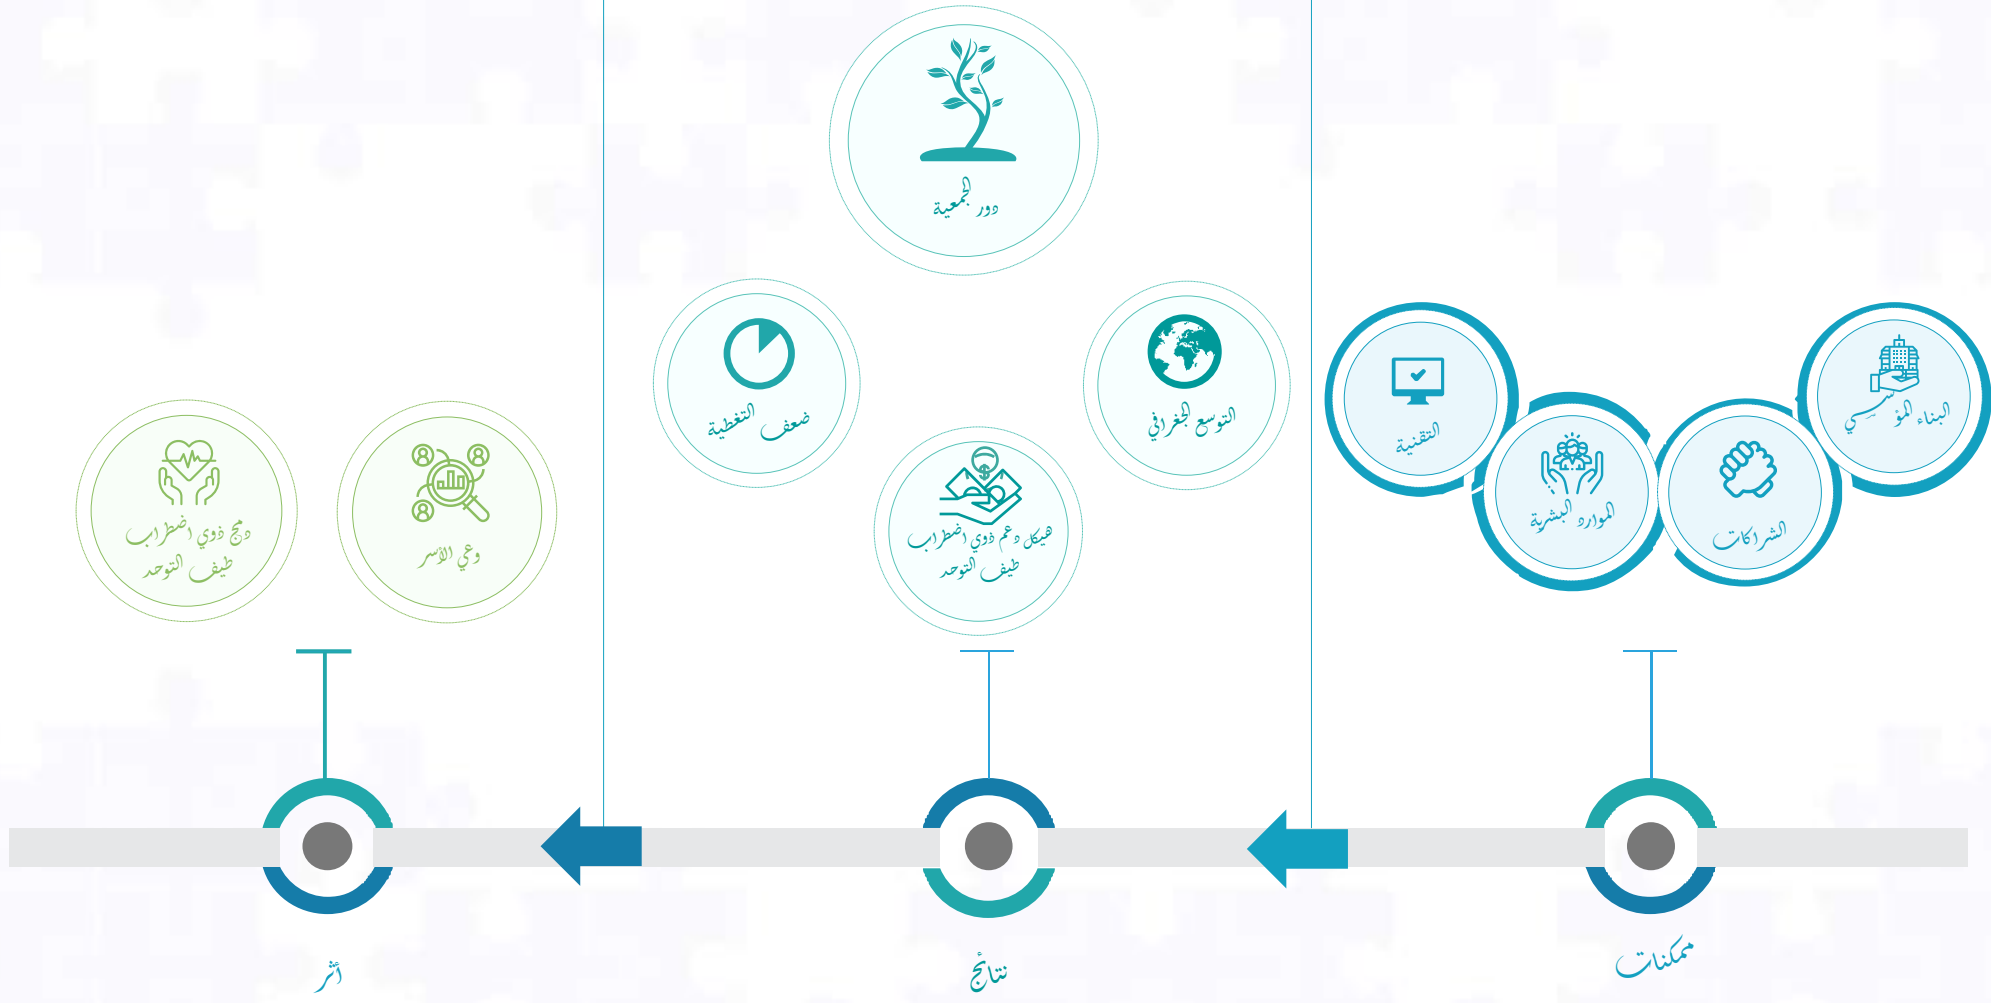 دور الجمعية
البناء المؤسسي
الشراكات
الموارد البشرية
التقنية
التوسع الجغرافي
هيكل دعم ذوي اضطراب
طيف التوحد
ضعف التغطية
وعي الأسر
دمج ذوي اضطراب
طيف التوحد
ممكنات
نتائج
أثر